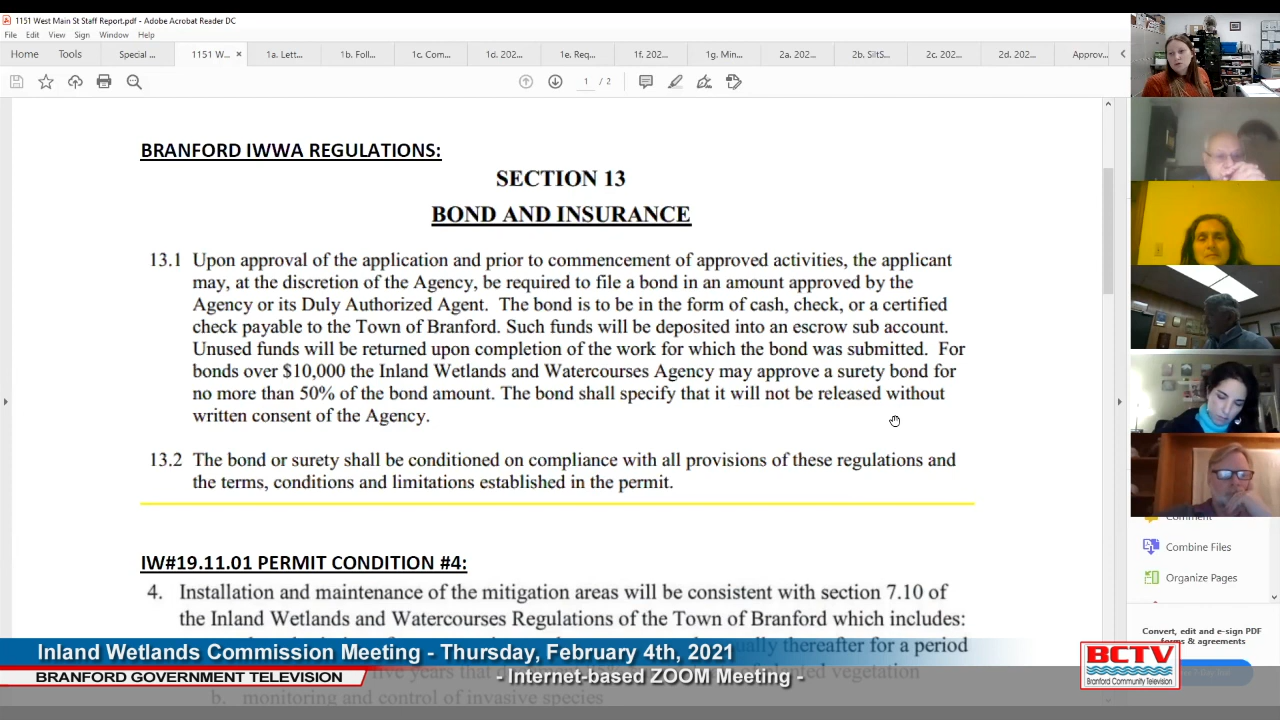 1151 West Main St Staff Report.pdf - Adobe Acrobat Reader DC
File Edit View Sign Window Help
Home Tools Special ... 1151 W... × 1a. Lett... 1b. Foll... 1c. Com... 1d. 202... 1e. Req... 1f. 202... 1g. Min... 2a. 202... 2b. SiltS... 2c. 202... 2d. 202... Approv...
1 / 2
BRANFORD IWWA REGULATIONS:
SECTION 13
BOND AND INSURANCE
13.1 Upon approval of the application and prior to commencement of approved activities, the applicant
may, at the discretion of the Agency, be required to file a bond in an amount approved by the
Agency or its Duly Authorized Agent. The bond is to be in the form of cash, check, or a certified
check payable to the Town of Branford. Such funds will be deposited into an escrow sub account.
Unused funds will be returned upon completion of the work for which the bond was submitted. For
bonds over $10,000 the Inland Wetlands and Watercourses Agency may approve a surety bond for
no more than 50% of the bond amount. The bond shall specify that it will not be released without
written consent of the Agency.
13.2 The bond or surety shall be conditioned on compliance with all provisions of these regulations and
the terms, conditions and limitations established in the permit.
IW#19.11.01 PERMIT CONDITION #4:
4. Installation and maintenance of the mitigation areas will be consistent with section 7.10 of
the Inland Wetlands and Watercourses Regulations of the Town of Branford which includes:
thereafter for a period
years that vegetation
b. monitoring and control of invasive species
Comment
Combine Files
Organize Pages
Convert, edit and e-sign PDF
forms & agreements
Inland Wetlands Commission Meeting - Thursday, February 4th, 2021
BRANFORD GOVERNMENT TELEVISION
- Internet-based ZOOM Meeting -
BCTV
Branford Community Television